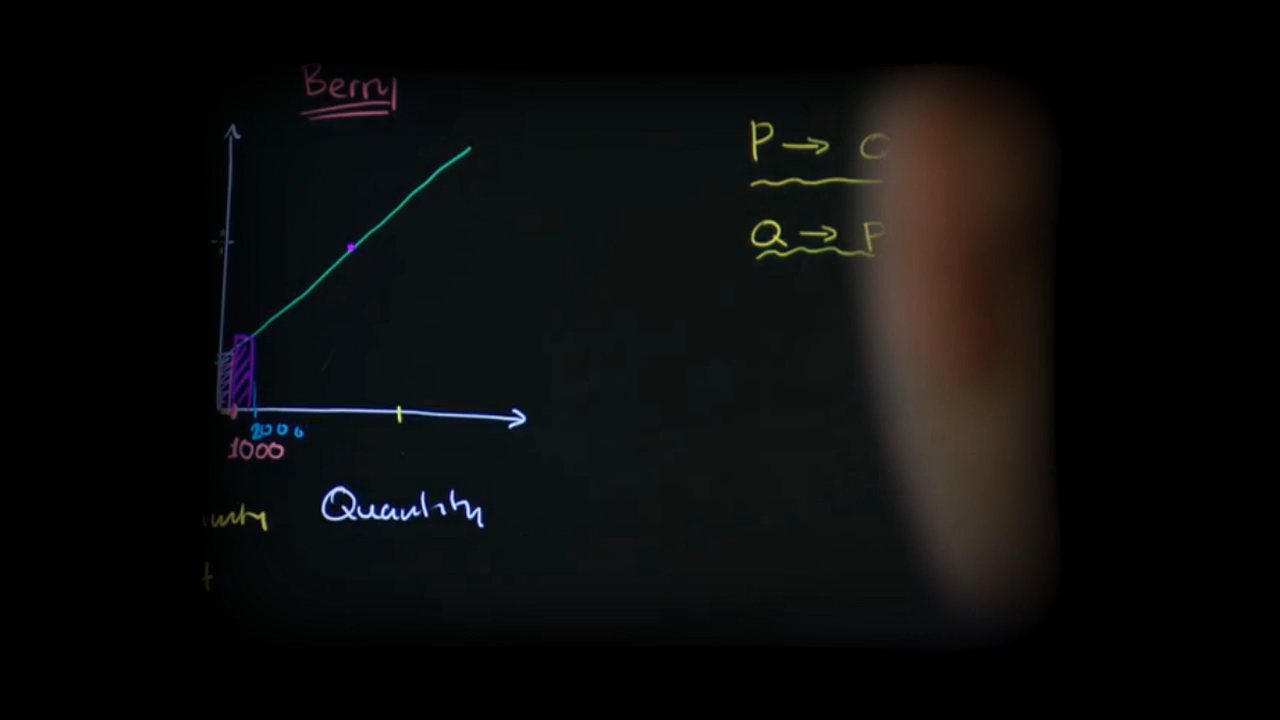 Berry
P → Q
Q → P
2000
1000
Quantity